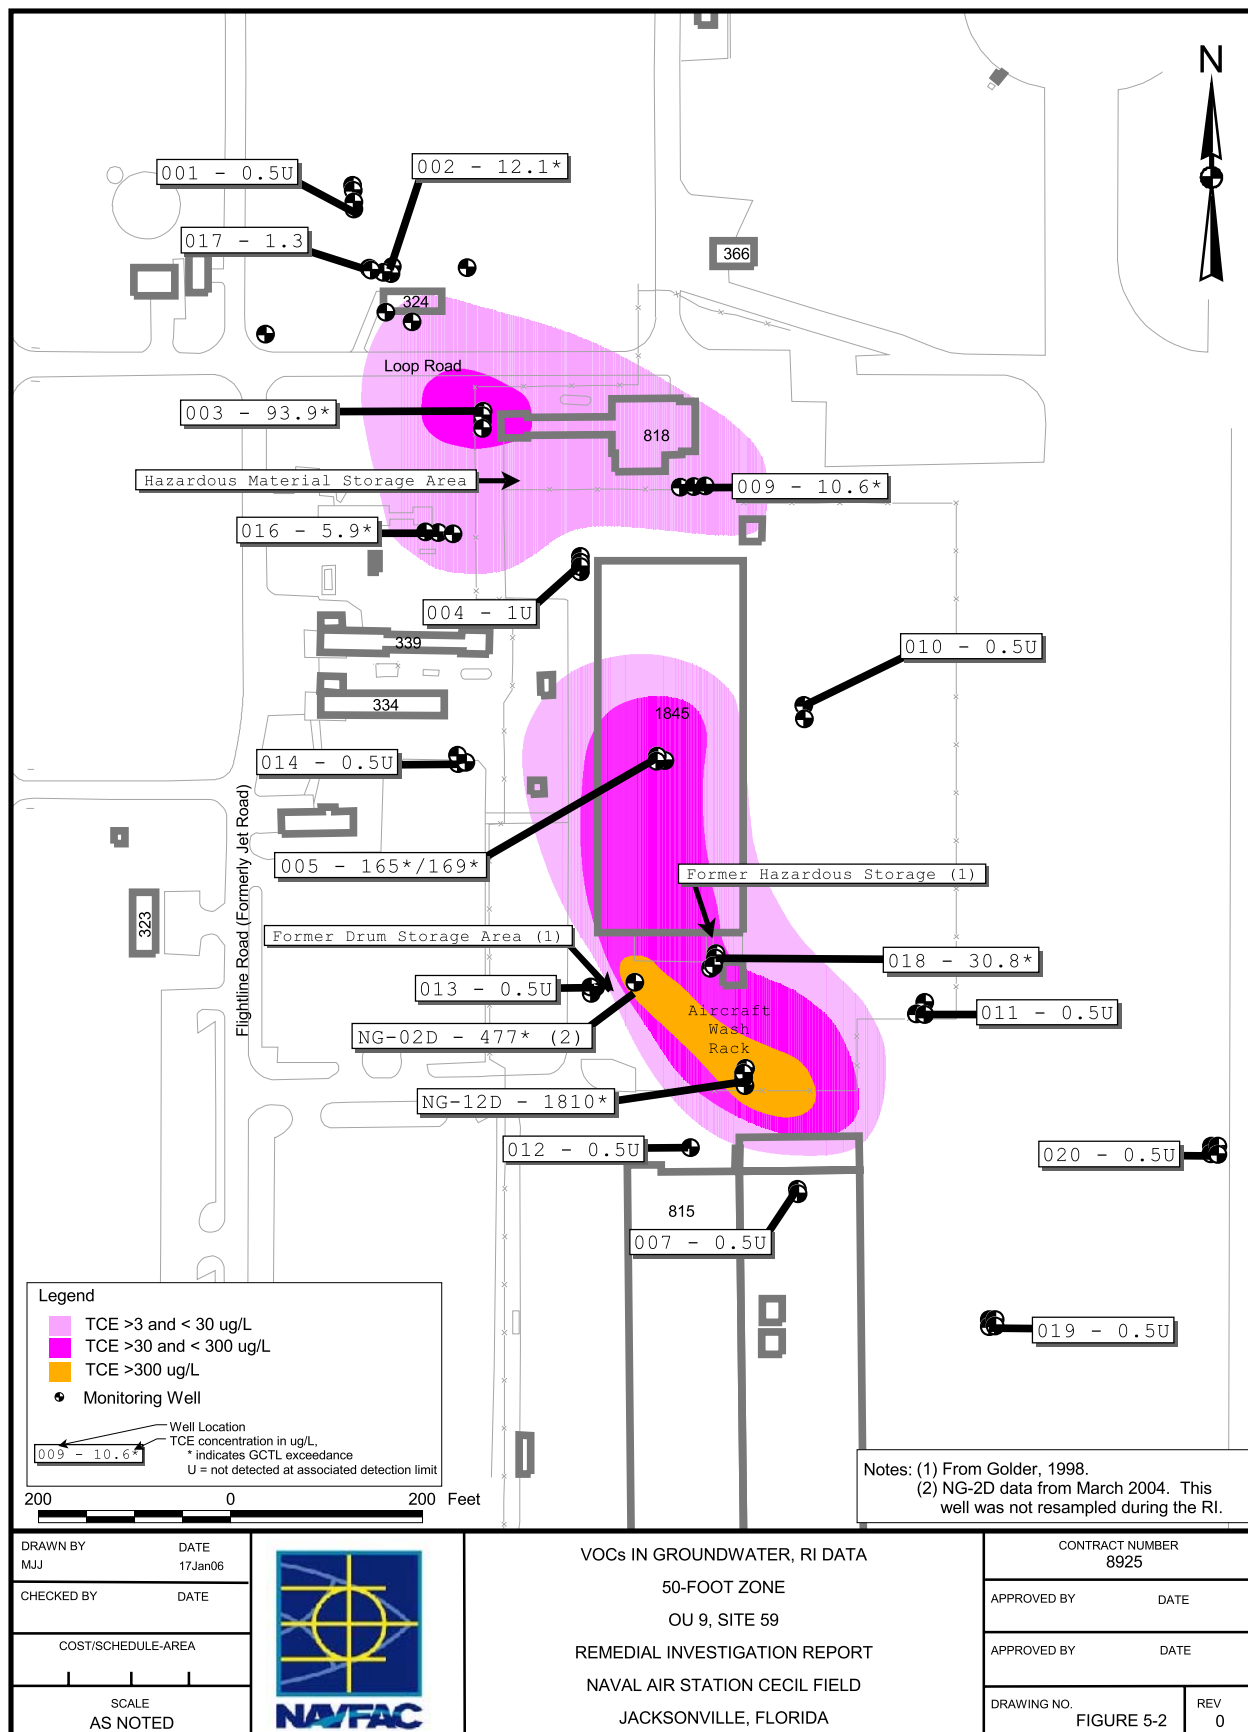 N
001 - 0.5U
002 - 12.1*
017 - 1.3
366
324
Loop Road
003 - 93.9*
818
Hazardous Material Storage Area
009 - 10.6*
016 - 5.9*
004 - 1U
339
010 - 0.5U
334
1845
014 - 0.5U
Flightline Road (Formerly Jet Road)
005 - 165*/169*
Former Hazardous Storage (1)
323
Former Drum Storage Area (1)
018 - 30.8*
013 - 0.5U
Aircraft
Wash
Rack
011 - 0.5U
NG-02D - 477* (2)
NG-12D - 1810*
012 - 0.5U
020 - 0.5U
815
007 - 0.5U
019 - 0.5U
Legend
TCE >3 and < 30 ug/L
TCE >30 and < 300 ug/L
TCE >300 ug/L
Monitoring Well
Well Location
TCE concentration in ug/L,
* indicates GCTL exceedance
U = not detected at associated detection limit
009 - 10.6*
200 0 200 Feet
Notes: (1) From Golder, 1998.
(2) NG-2D data from March 2004. This
well was not resampled during the RI.
DRAWN BY DATE
MJJ 17Jan06
CHECKED BY DATE
COST/SCHEDULE-AREA
SCALE
AS NOTED
NAVFAC
VOCs IN GROUNDWATER, RI DATA
50-FOOT ZONE
OU 9, SITE 59
REMEDIAL INVESTIGATION REPORT
NAVAL AIR STATION CECIL FIELD
JACKSONVILLE, FLORIDA
CONTRACT NUMBER
8925
APPROVED BY DATE
APPROVED BY DATE
DRAWING NO.
FIGURE 5-2
REV
0